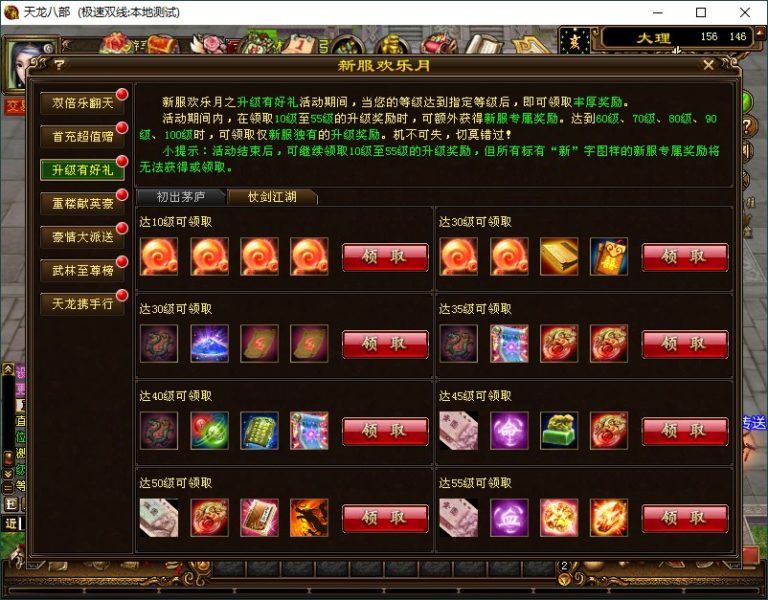 天龙八部 (极速双线:本地测试)
大理 156 146
新服欢乐月
双倍乐翻天
首充超值赠
升级有好礼
重楼献英豪
豪情大派送
武林至尊榜
天龙携手行
新服欢乐月之升级有好礼活动期间，当您的等级达到指定等级后，即可领取丰厚奖励。
活动期间内，在领取10级至55级的升级奖励时，可额外获得新服专属奖励。达到60级、70级、80级、90
级、100级时，可领取仅新服独有的升级奖励。机不可失，切莫错过!
小提示：活动结束后，可继续领取10级至55级的升级奖励，但所有标有“新”字图样的新服专属奖励将
无法获得或领取。
初出茅庐 杖剑江湖
达10级可领取 达30级可领取
领取 领取
达30级可领取 达35级可领取
领取 领取
达40级可领取 达45级可领取
领取 领取
达50级可领取 达55级可领取
领取 领取
传送
近
2